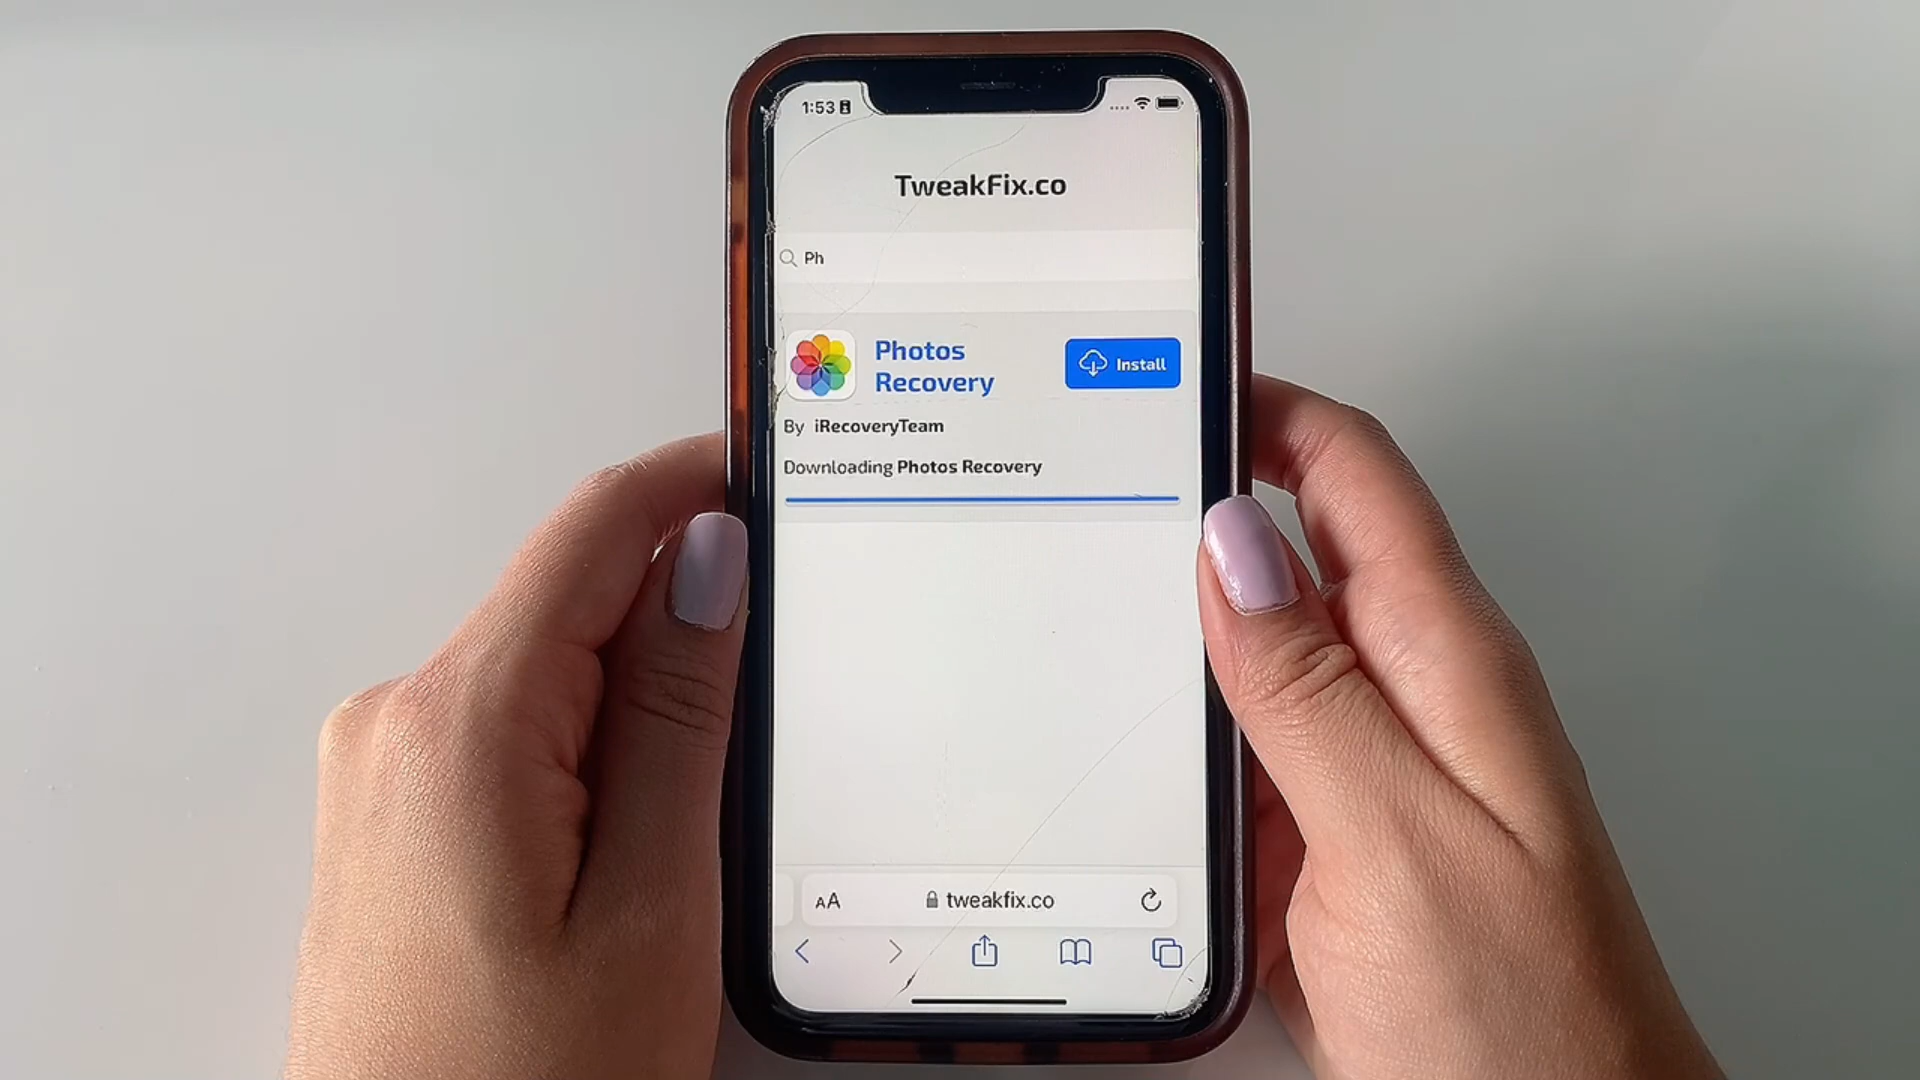 1:53
TweakFix.co
Ph
Photos
Recovery
Install
By iRecoveryTeam
Downloading Photos Recovery
AA
tweakfix.co